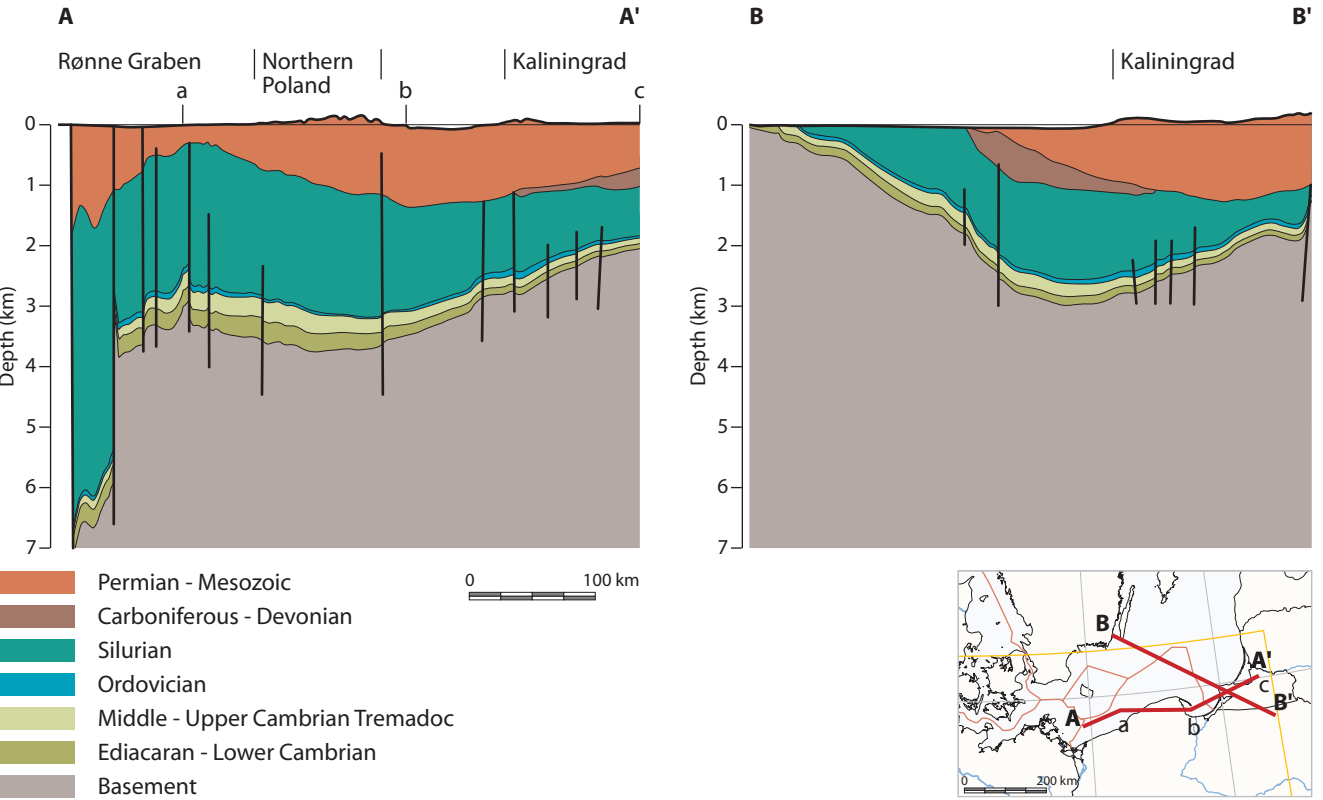 A A' B B'
Rønne Graben Northern Poland Kaliningrad Kaliningrad
a b c
Depth (km)
0
1
2
3
4
5
6
7
Depth (km)
0
1
2
3
4
5
6
7
Permian - Mesozoic
Carboniferous - Devonian
Silurian
Ordovician
Middle - Upper Cambrian Tremadoc
Ediacaran - Lower Cambrian
Basement
0 100 km
B
A'
c
B'
A
a
b
0 200 km